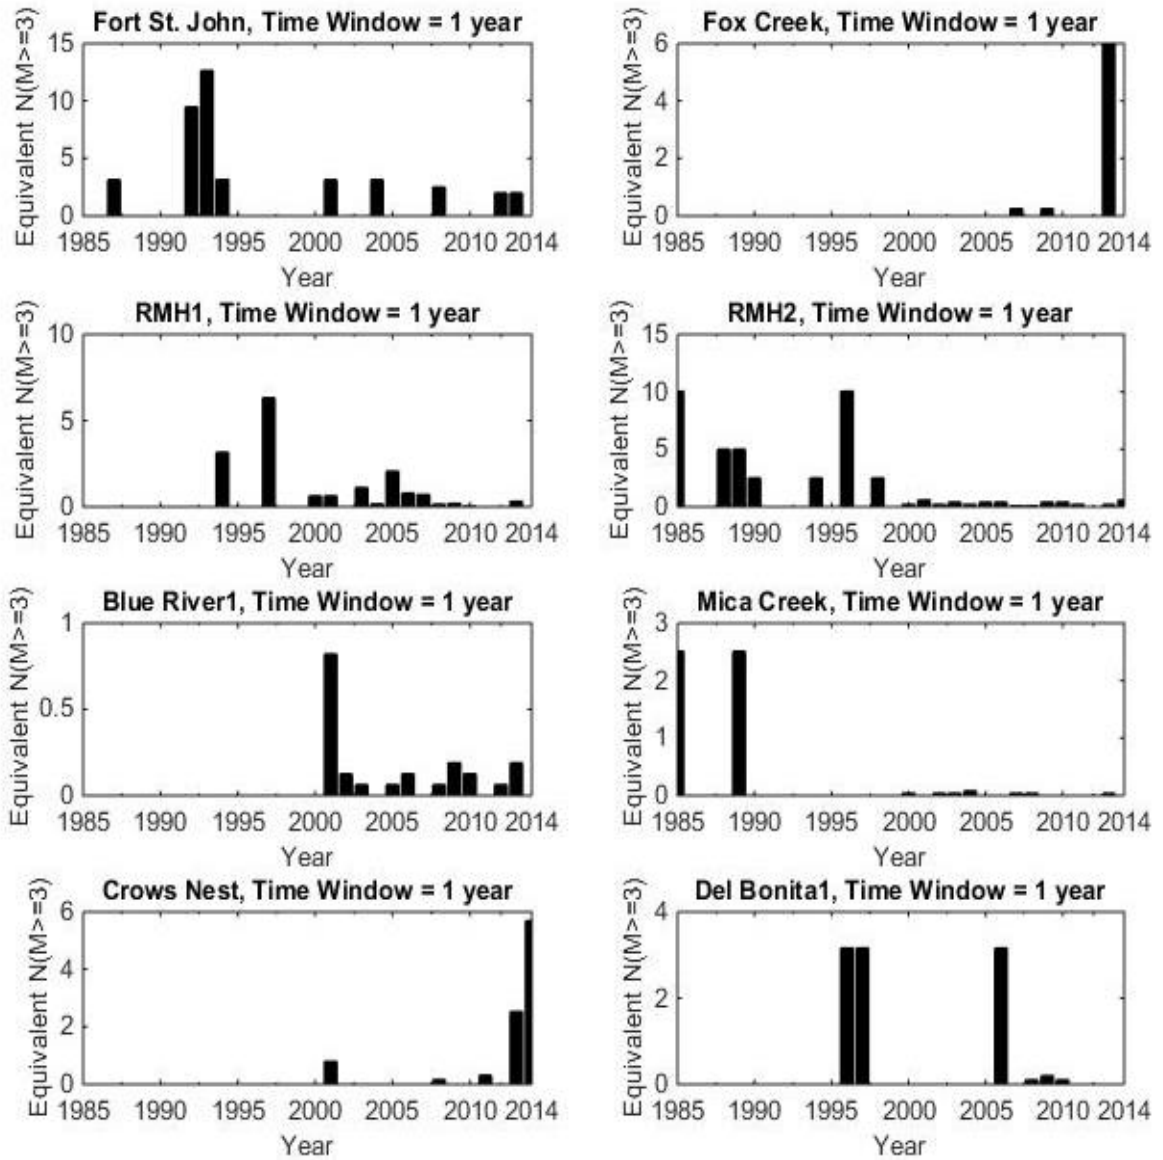 Fort St. John, Time Window = 1 year
Equivalent N(M>=3)
15
10
5
0
1985 1990 1995 2000 2005 2010 2014
Year
Fox Creek, Time Window = 1 year
Equivalent N(M>=3)
6
4
2
0
1985 1990 1995 2000 2005 2010 2014
Year
RMH1, Time Window = 1 year
Equivalent N(M>=3)
10
5
0
1985 1990 1995 2000 2005 2010 2014
Year
RMH2, Time Window = 1 year
Equivalent N(M>=3)
15
10
5
0
1985 1990 1995 2000 2005 2010 2014
Year
Blue River1, Time Window = 1 year
Equivalent N(M>=3)
1
0.5
0
1985 1990 1995 2000 2005 2010 2014
Year
Mica Creek, Time Window = 1 year
Equivalent N(M>=3)
3
2
1
0
1985 1990 1995 2000 2005 2010 2014
Year
Crows Nest, Time Window = 1 year
Equivalent N(M>=3)
6
4
2
0
1985 1990 1995 2000 2005 2010 2014
Year
Del Bonita1, Time Window = 1 year
Equivalent N(M>=3)
4
2
0
1985 1990 1995 2000 2005 2010 2014
Year